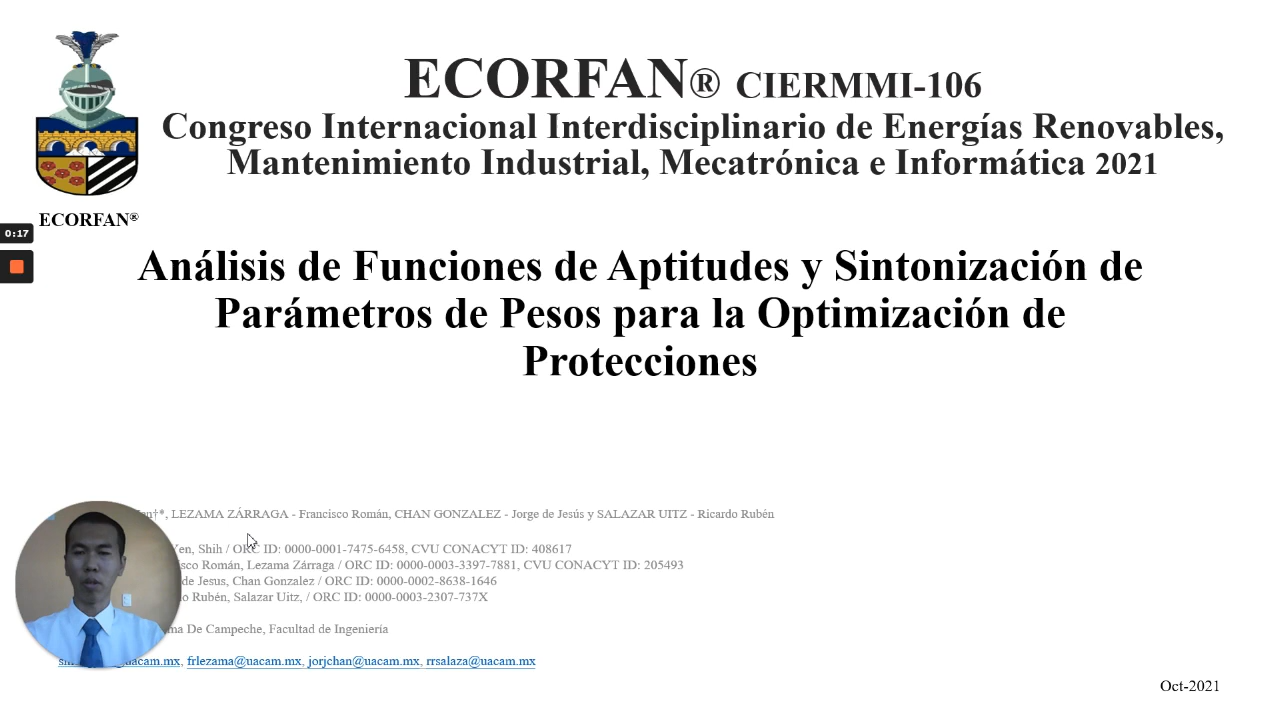 ECORFAN® CIERMMI-106
Congreso Internacional Interdisciplinario de Energías Renovables,
Mantenimiento Industrial, Mecatrónica e Informática 2021
ECORFAN®
0:17
Análisis de Funciones de Aptitudes y Sintonización de
Parámetros de Pesos para la Optimización de
Protecciones
†*, LEZAMA ZÁRRAGA - Francisco Román, CHAN GONZALEZ - Jorge de Jesús y SALAZAR UITZ - Ricardo Rubén
Yen, Shih / ORC ID: 0000-0001-7475-6458, CVU CONACYT ID: 408617
Román, Lezama Zárraga / ORC ID: 0000-0003-3397-7881, CVU CONACYT ID: 205493
de Jesus, Chan Gonzalez / ORC ID: 0000-0002-8638-1646
Rubén, Salazar Uitz, / ORC ID: 0000-0003-2307-737X
De Campeche, Facultad de Ingeniería
frlezama@uacam.mx, jorjchan@uacam.mx, rrsalaza@uacam.mx
Oct-2021